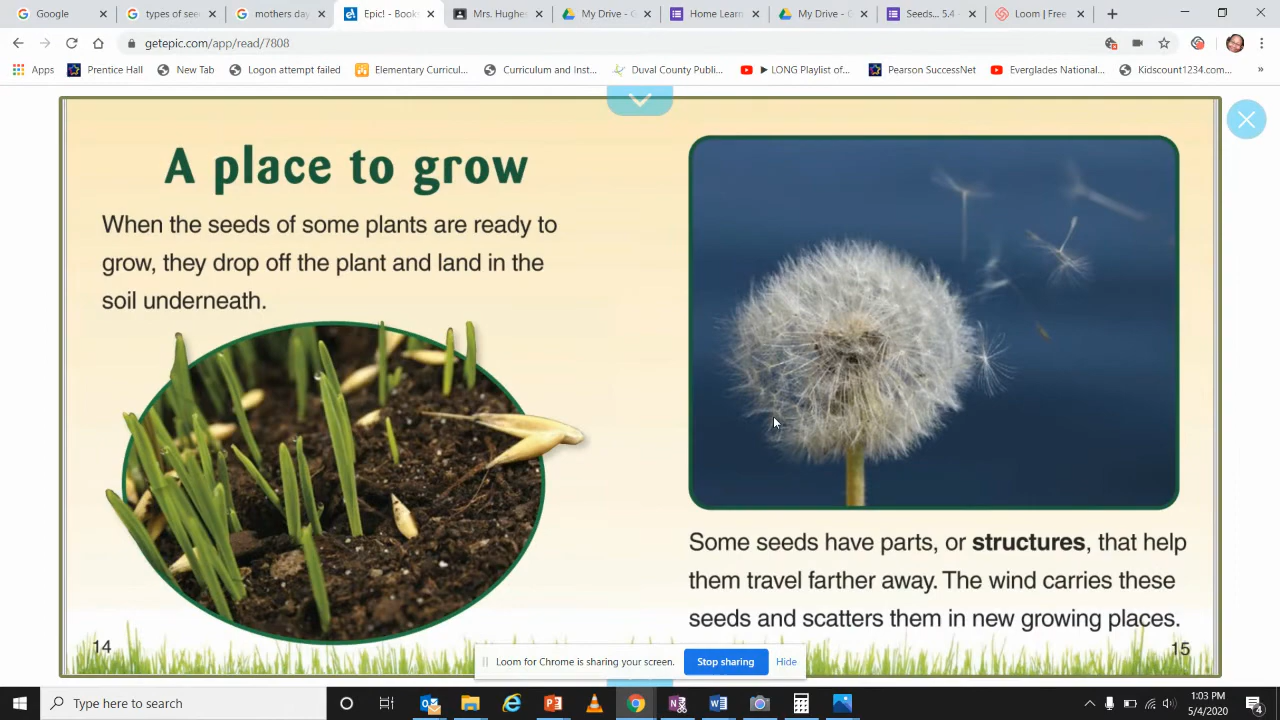 Google
types of see
mothers day
Epic! - Book
Mrs. Hughe
My Drive - G
Home Learn
My Drive - G
Seeds... 5.4 -
Loom | Free
getepic.com/app/read/7808
Apps
Prentice Hall
New Tab
Logon attempt failed
Elementary Curricul...
Curriculum and Inst...
Duval County Publi...
▶ LONG Playlist of...
Pearson SuccessNet
Everglades National...
Kidscount1234.com...
»
A place to grow
When the seeds of some plants are ready to
grow, they drop off the plant and land in the
soil underneath.
14
Some seeds have parts, or structures, that help
them travel farther away. The wind carries these
seeds and scatters them in new growing places.
15
Loom for Chrome is sharing your screen.
Stop sharing
Hide
Type here to search
1:03 PM
5/4/2020
4